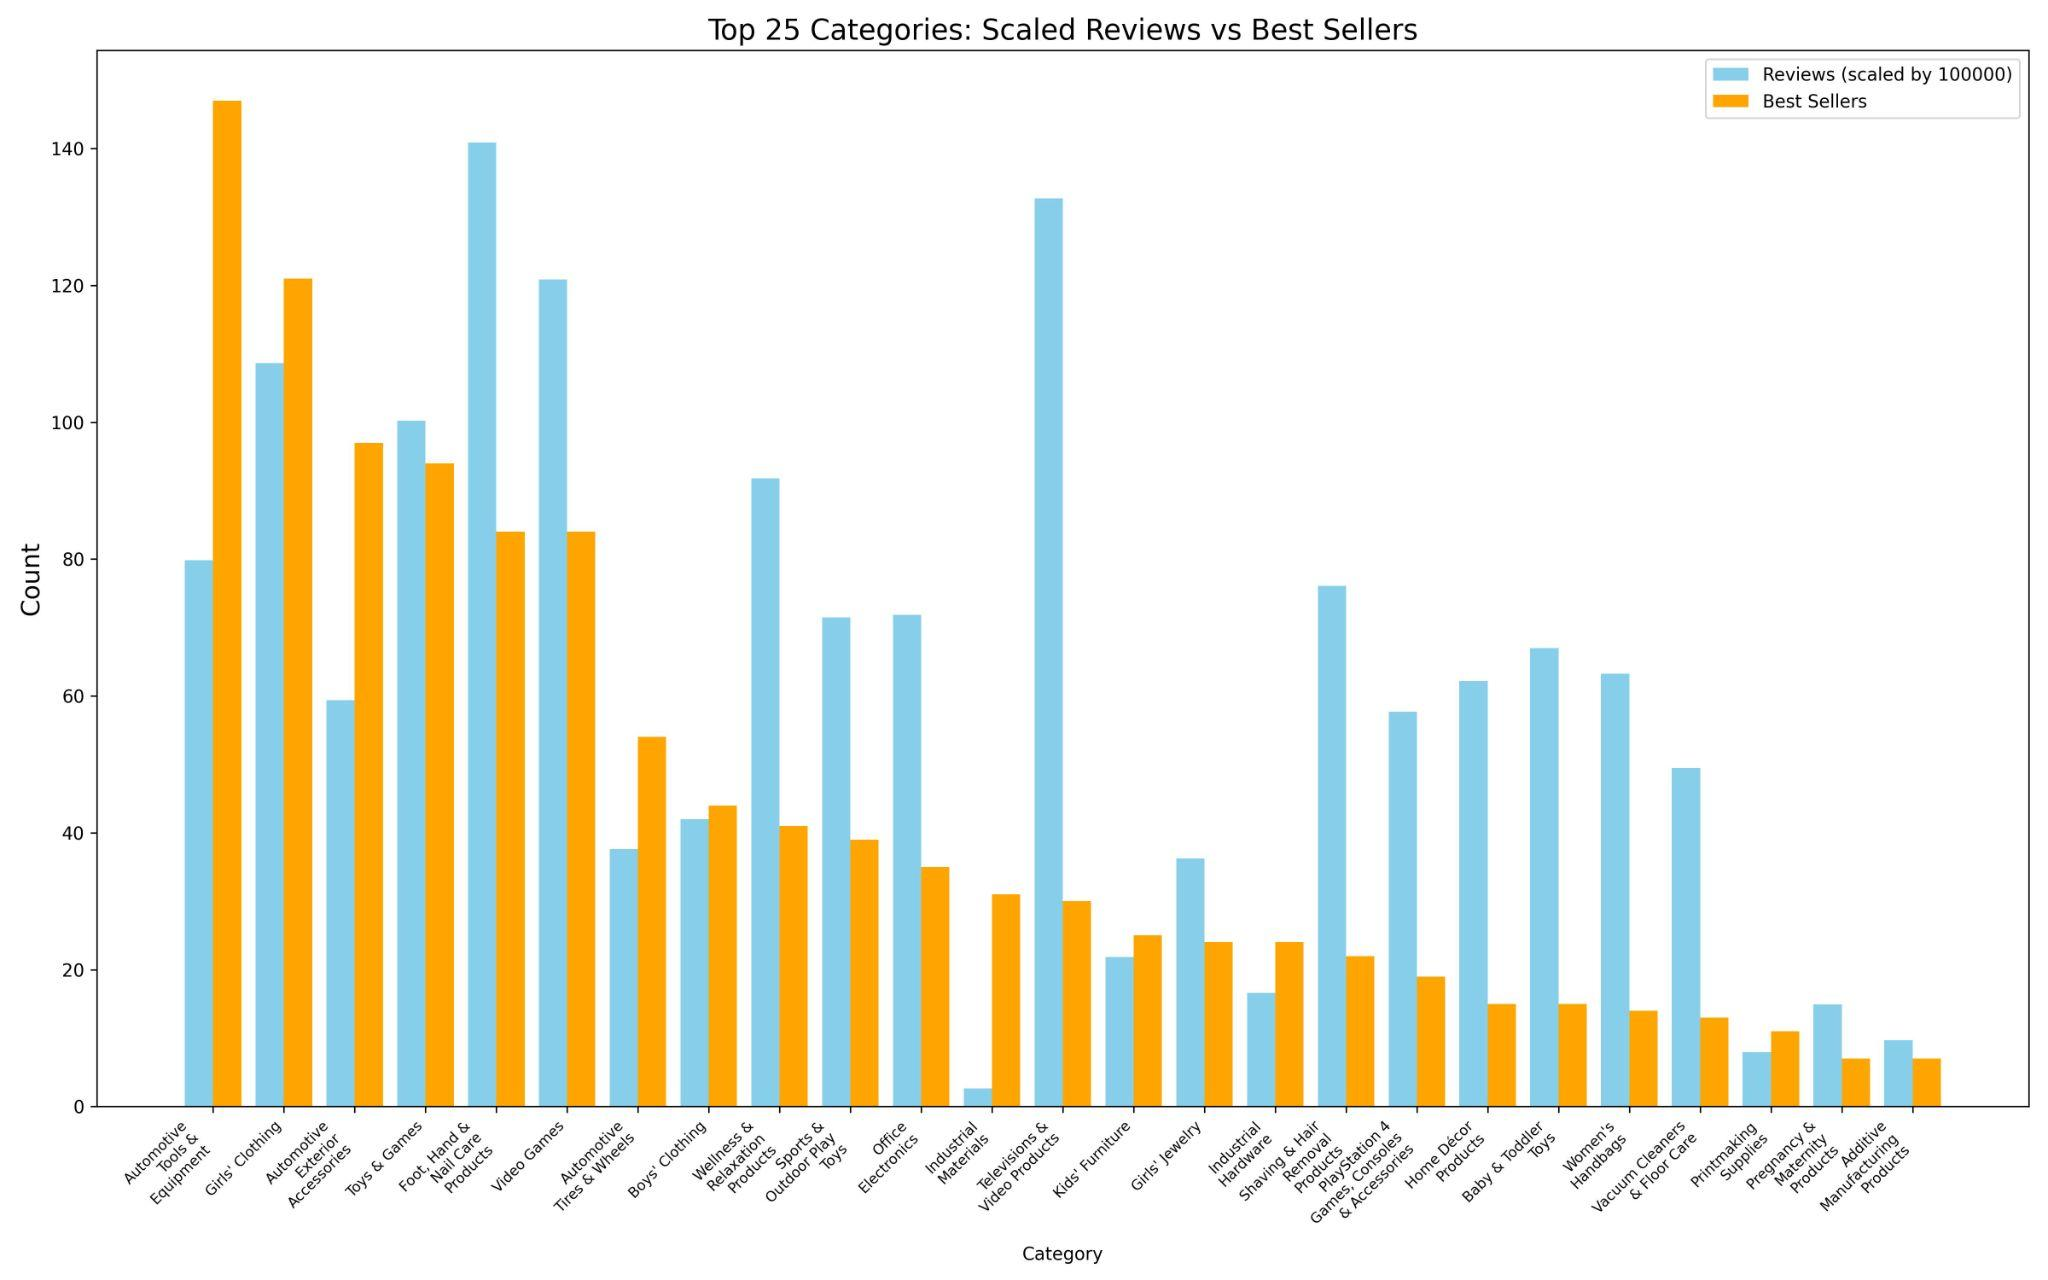 Top 25 Categories: Scaled Reviews vs Best Sellers
Reviews (scaled by 100000)
Best Sellers
Count
140
120
100
80
60
40
20
0
Automotive
Tools &
Equipment
Girls' Clothing
Automotive
Exterior
Accessories
Toys & Games
Foot, Hand &
Nail Care
Products
Video Games
Automotive
Tires & Wheels
Boys' Clothing
Wellness &
Relaxation
Products
Sports &
Outdoor Play
Toys
Office
Electronics
Industrial
Materials
Televisions &
Video Products
Kids' Furniture
Girls' Jewelry
Industrial
Hardware
Shaving & Hair
Removal
Products
PlayStation 4
Games, Consoles
& Accessories
Home Décor
Products
Baby & Toddler
Toys
Women's
Handbags
Vacuum Cleaners
& Floor Care
Printmaking
Supplies
Pregnancy &
Maternity
Products
Additive
Manufacturing
Products
Category